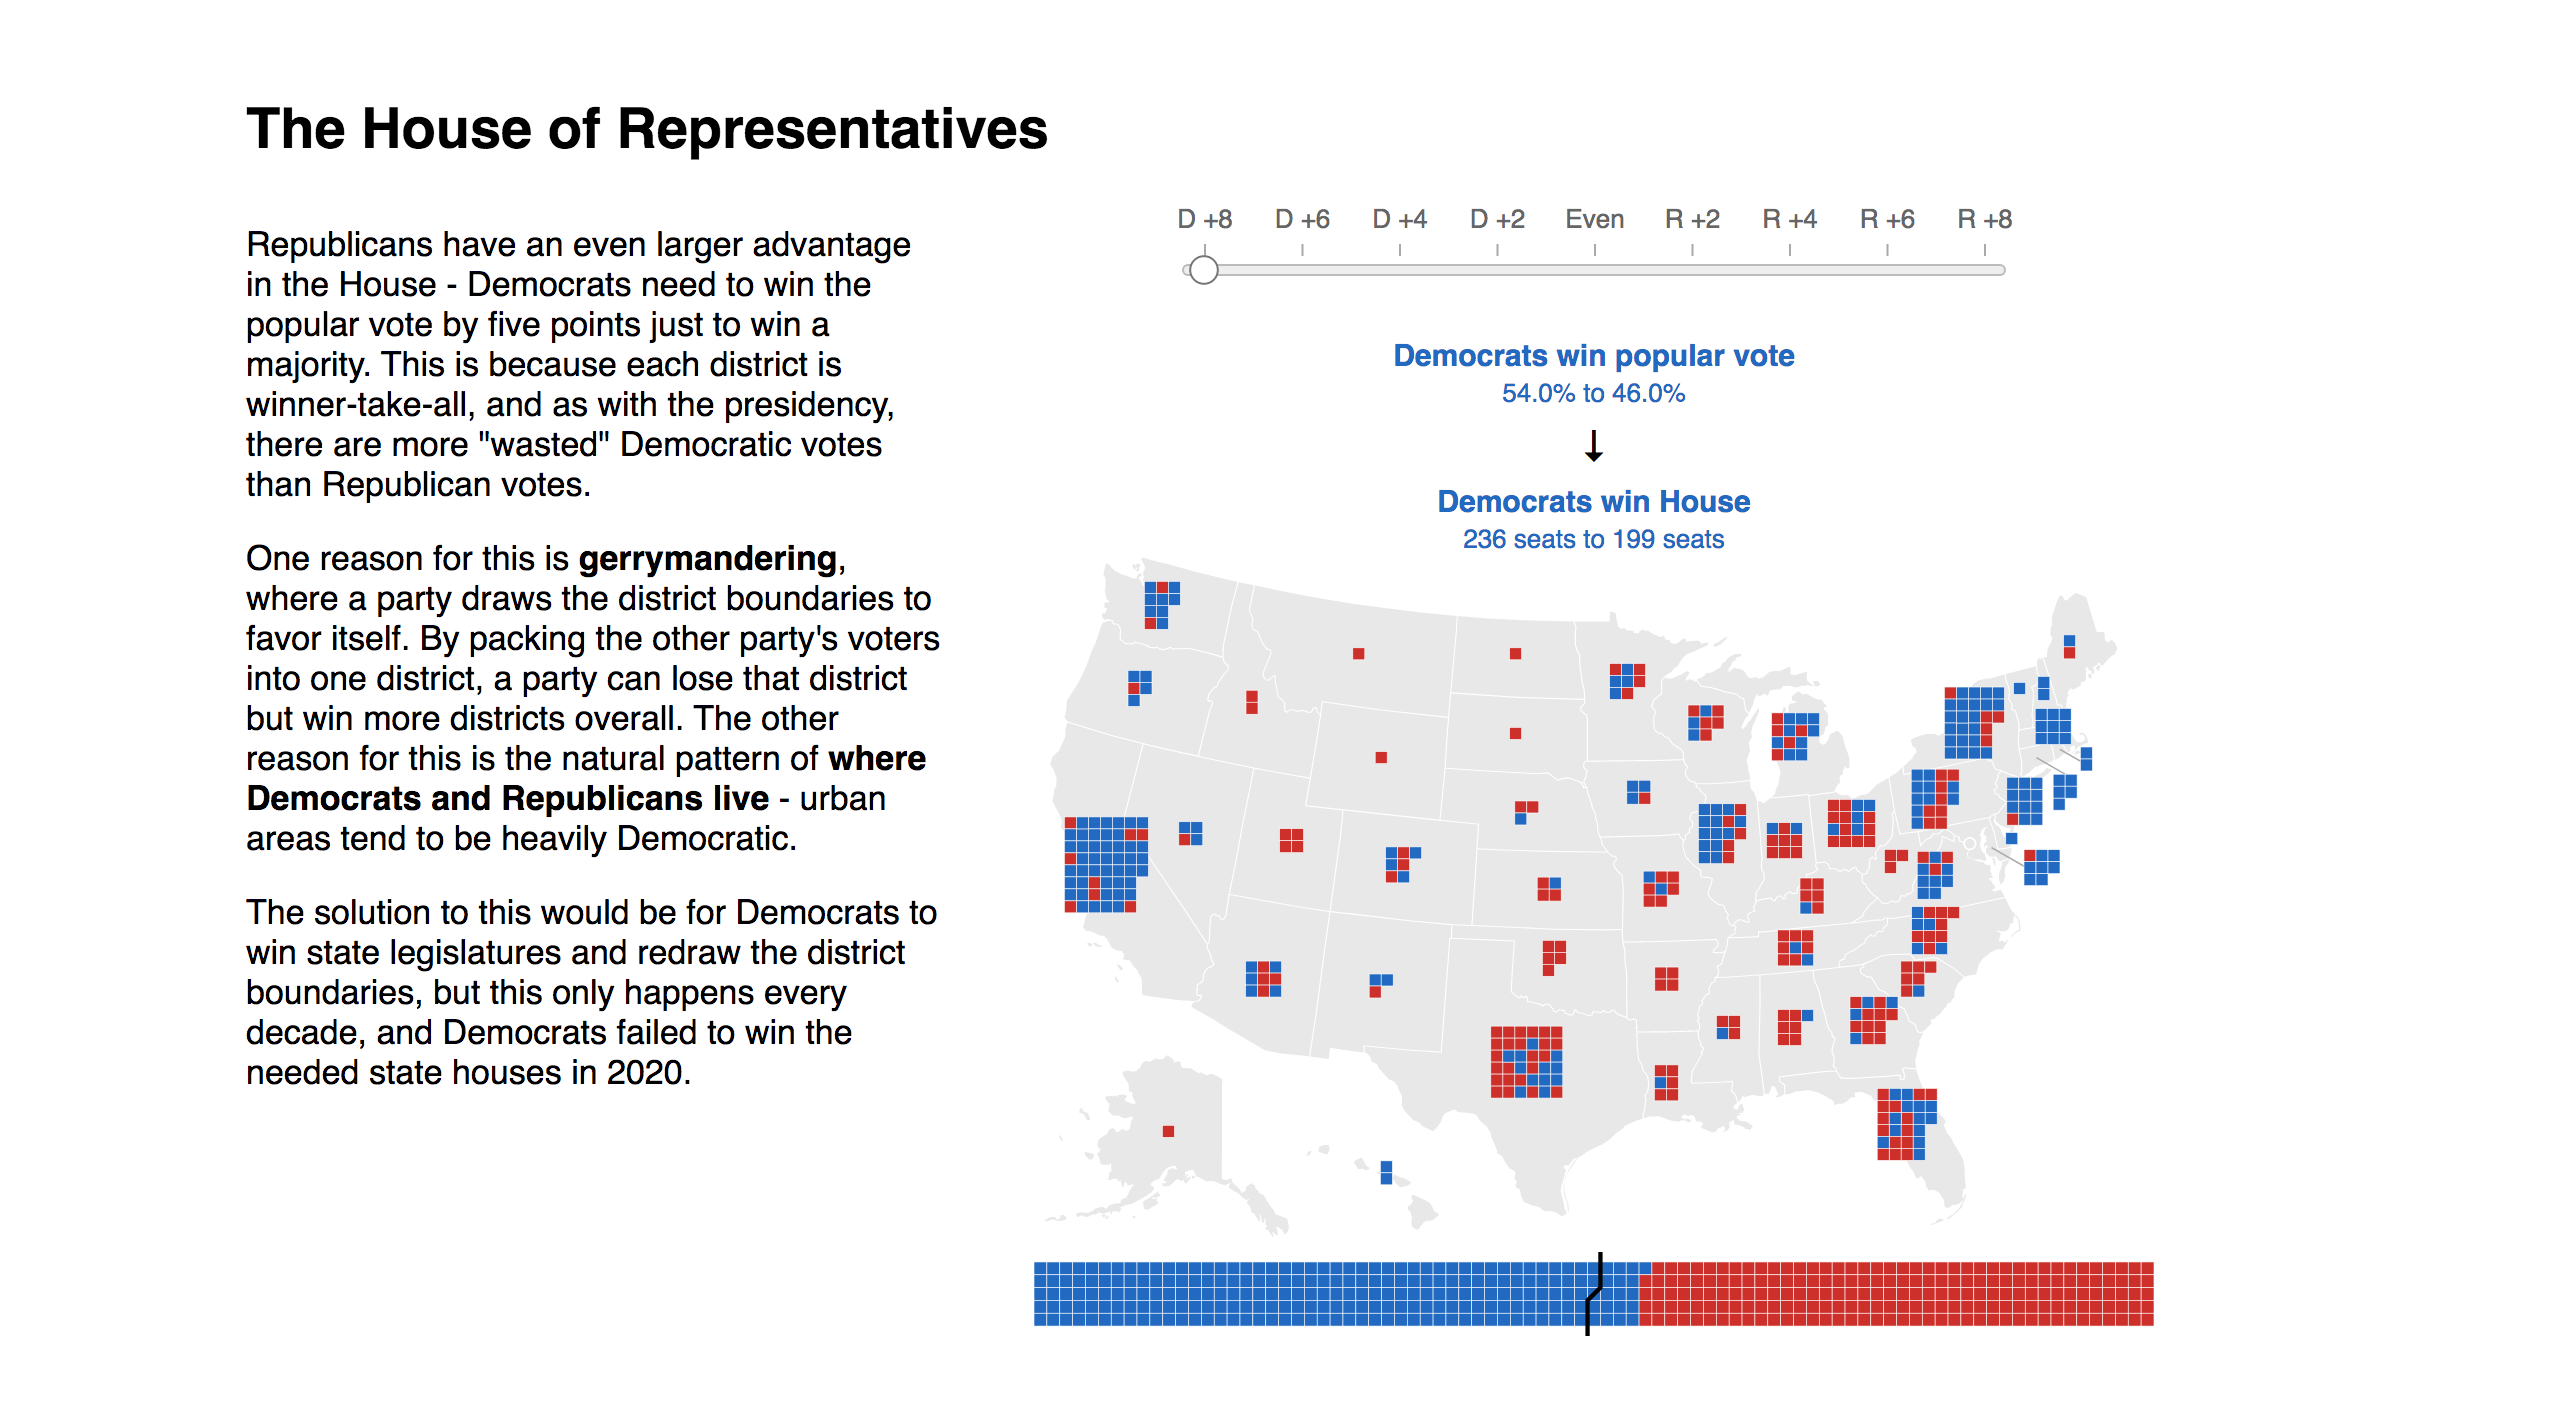 The House of Representatives
Republicans have an even larger advantage
in the House - Democrats need to win the
popular vote by five points just to win a
majority. This is because each district is
winner-take-all, and as with the presidency,
there are more "wasted" Democratic votes
than Republican votes.
One reason for this is gerrymandering,
where a party draws the district boundaries to
favor itself. By packing the other party's voters
into one district, a party can lose that district
but win more districts overall. The other
reason for this is the natural pattern of where
Democrats and Republicans live - urban
areas tend to be heavily Democratic.
The solution to this would be for Democrats to
win state legislatures and redraw the district
boundaries, but this only happens every
decade, and Democrats failed to win the
needed state houses in 2020.
D +8 D +6 D +4 D +2 Even R +2 R +4 R +6 R +8
Democrats win popular vote
54.0% to 46.0%
↓
Democrats win House
236 seats to 199 seats